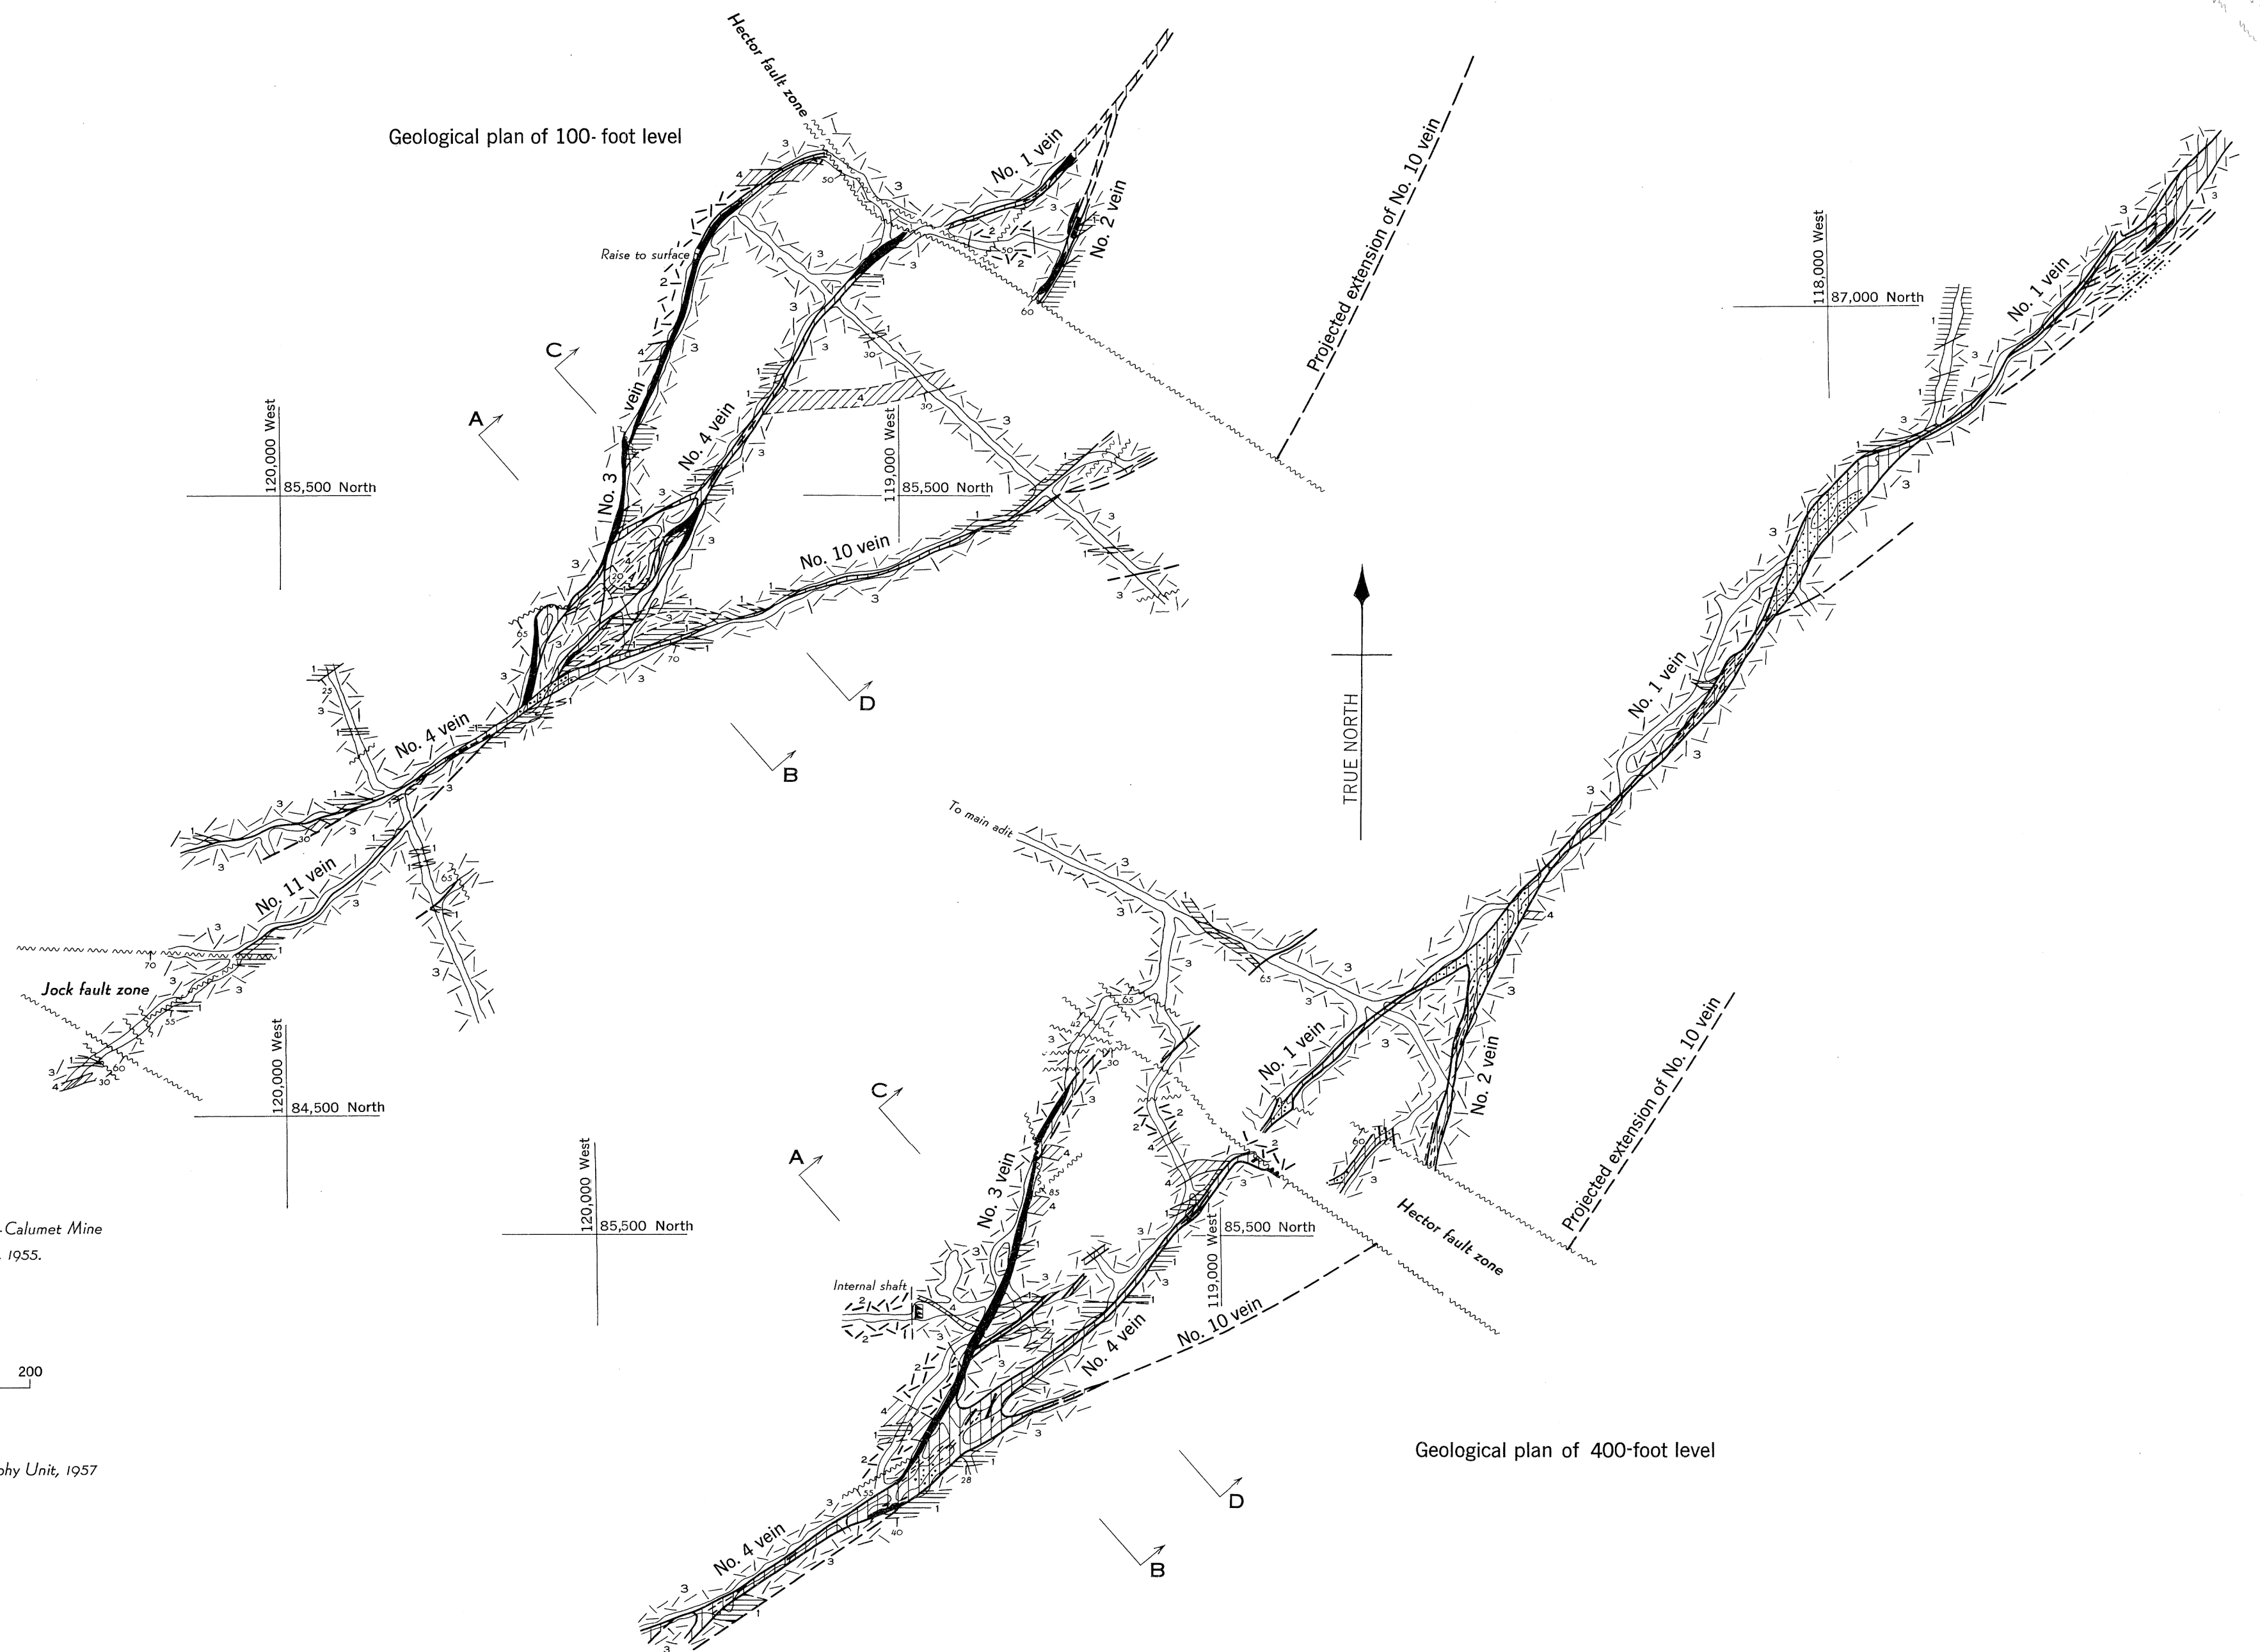 Geological plan of 100-foot level
Hector fault zone
No. 1 vein
No. 2 vein
Projected extension of No. 10 vein
Raise to surface
C
A
No. 3 vein
No. 4 vein
120,000 West
85,500 North
119,000 West
85,500 North
No. 10 vein
D
B
No. 4 vein
No. 11 vein
Jock fault zone
120,000 West
84,500 North
118,000 West
87,000 North
No. 1 vein
No. 1 vein
TRUE NORTH
To main adit
No. 1 vein
No. 2 vein
Projected extension of No. 10 vein
Hector fault zone
C
A
No. 3 vein
120,000 West
85,500 North
119,000 West
85,500 North
Internal shaft
No. 4 vein
No. 10 vein
D
B
No. 4 vein
Geological plan of 400-foot level
-Calumet Mine
1955.
200
phy Unit, 1957